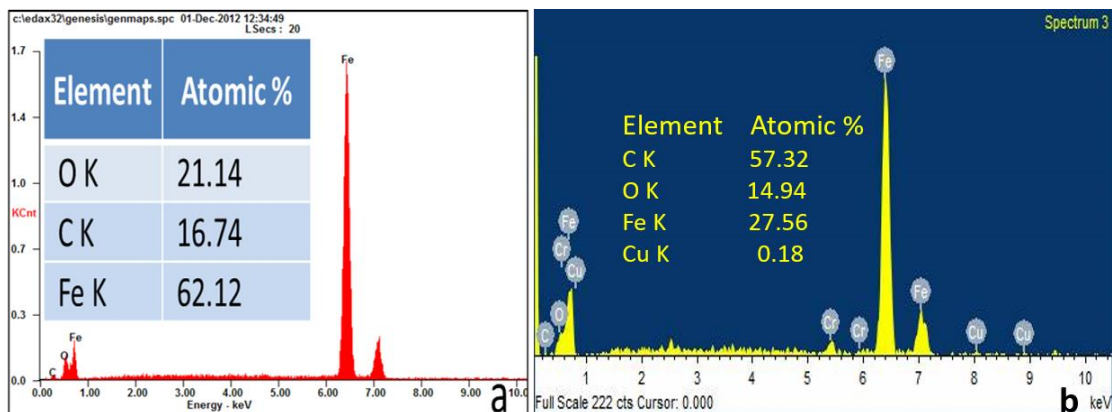 c:\edax32\genesis\genmaps.spc 01-Dec-2012 12:34:49
LSecs : 20
1.7
1.4
1.0
KCnt
0.7
0.3
0.0
Element Atomic %
O K 21.14
C K 16.74
Fe K 62.12
Fe
C
O
Fe
0.00 1.00 2.00 3.00 4.00 5.00 6.00 7.00 8.00 9.00 10.0
Energy - keV
a
Spectrum 3
Element Atomic %
C K 57.32
O K 14.94
Fe K 27.56
Cu K 0.18
Fe
Fe
Cr
Cu
O
C
Cr
Cr
Fe
Cu
Cu
1 2 3 4 5 6 7 8 9 10
Full Scale 222 cts Cursor: 0.000
keV
b